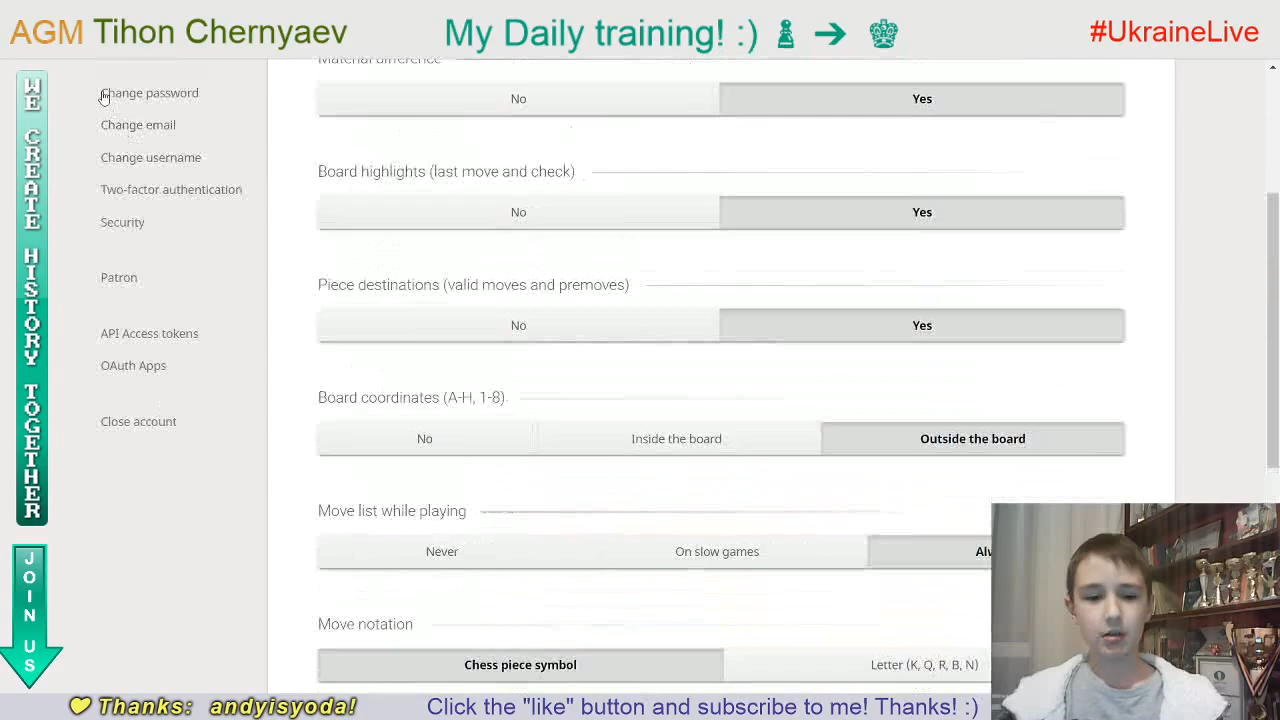 AGM Tihon Chernyaev
My Daily training! :)
#UkraineLive
WE CREATE HISTORY TOGETHER
JOIN US
Change password
Change email
Change username
Two-factor authentication
Security
Patron
API Access tokens
OAuth Apps
Close account
Material difference
No
Yes
Board highlights (last move and check)
No
Yes
Piece destinations (valid moves and premoves)
No
Yes
Board coordinates (A-H, 1-8)
No
Inside the board
Outside the board
Move list while playing
Never
On slow games
Move notation
Chess piece symbol
Letter (K, Q, R, B, N)
Thanks: andyisyoda!
Click the "like" button and subscribe to me! Thanks! :)